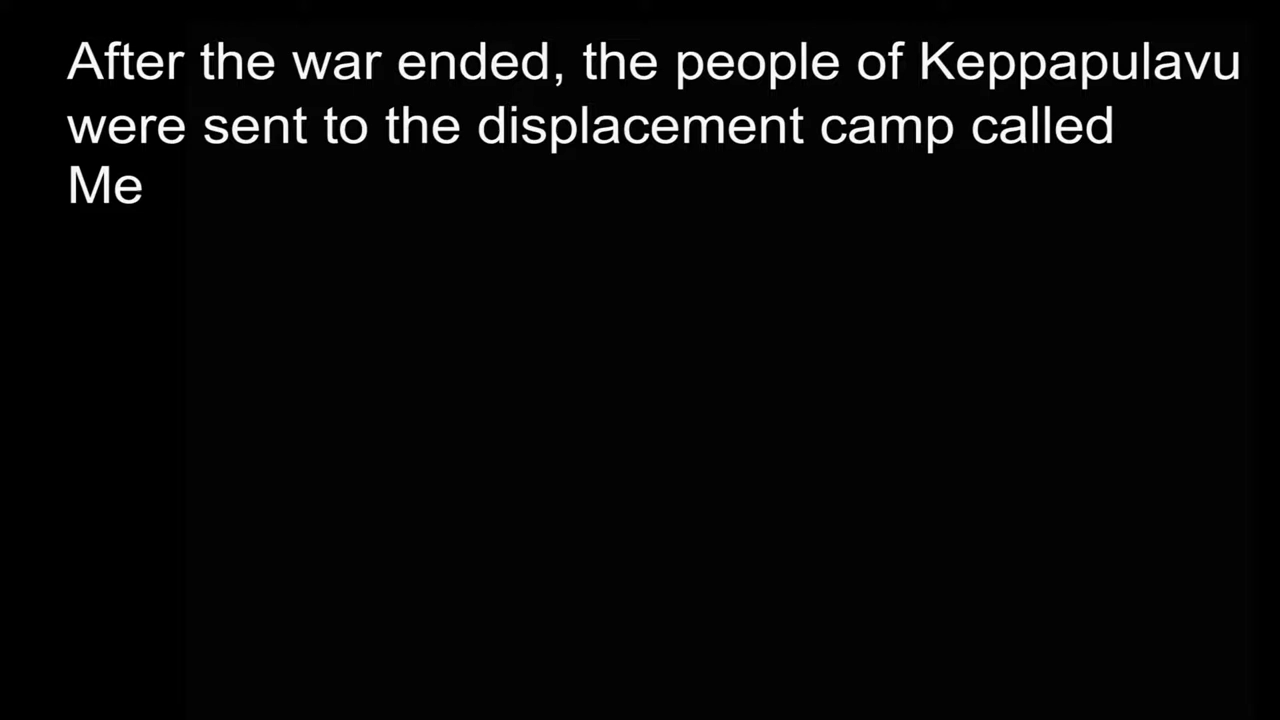 After the war ended, the people of Keppapulavu
were sent to the displacement camp called
Me